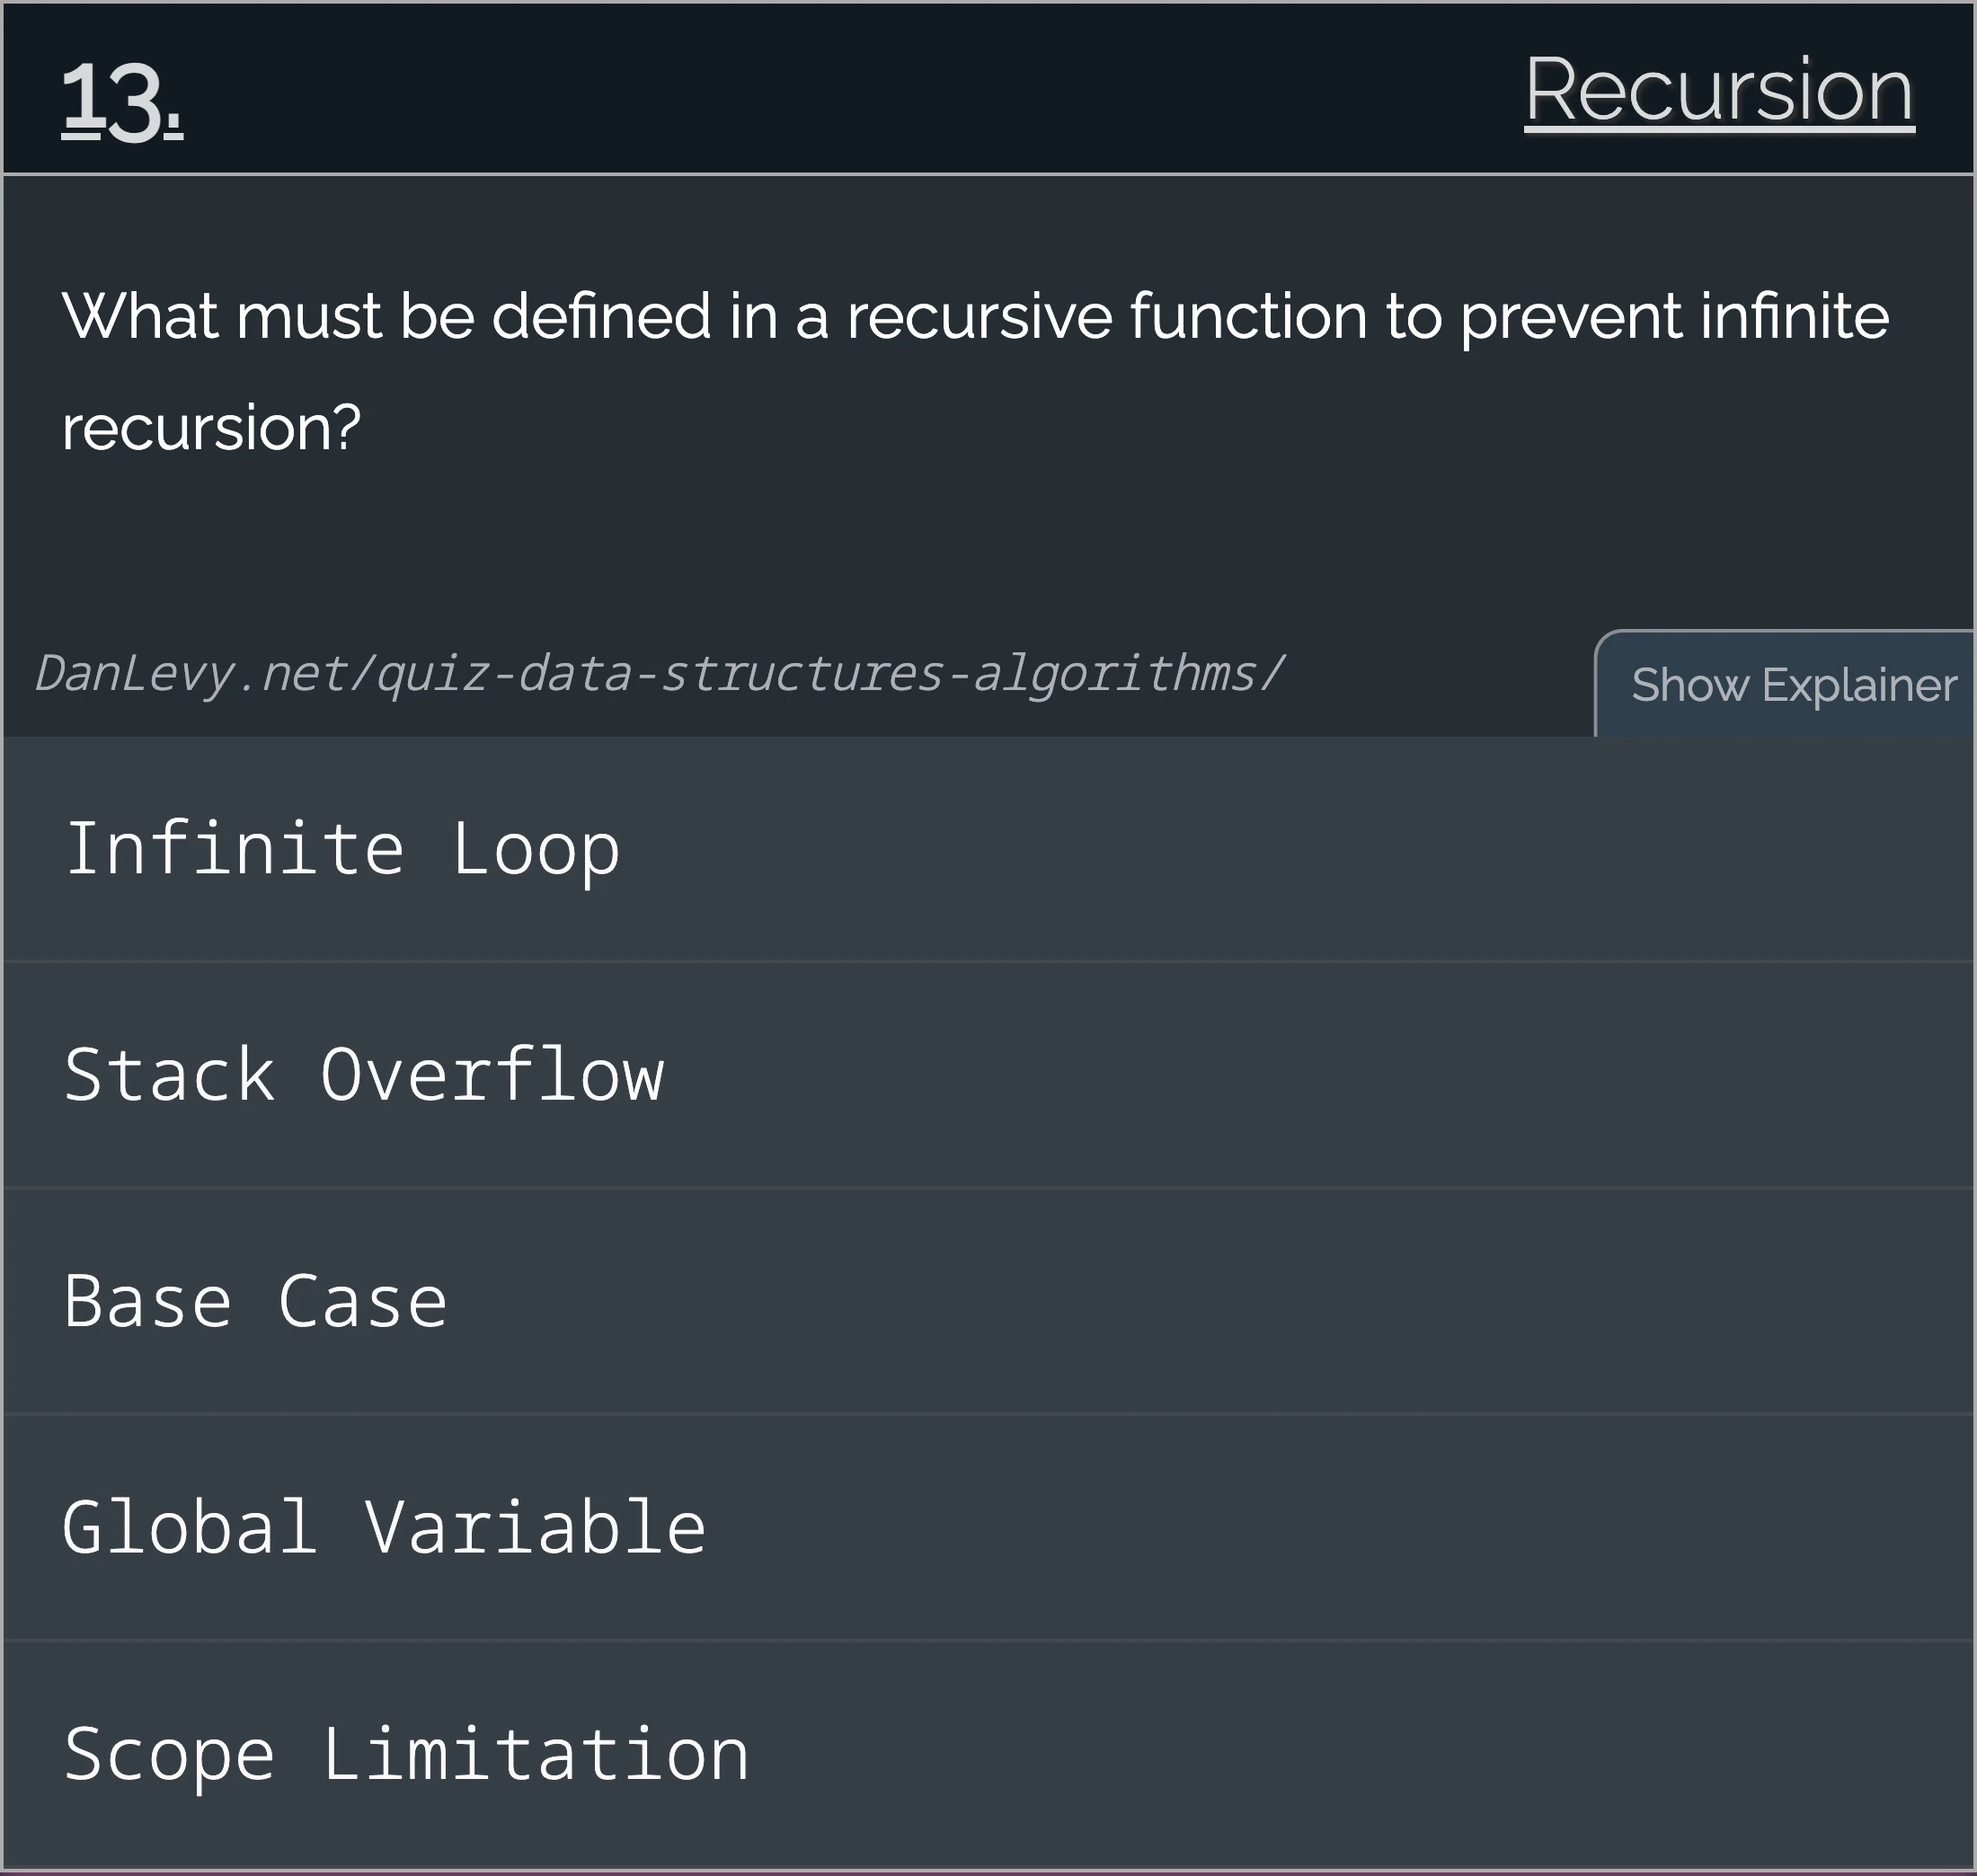 13.
Recursion
What must be defined in a recursive function to prevent infinite
recursion?
DanLevy.net/quiz-data-structures-algorithms/
Show Explainer
Infinite Loop
Stack Overflow
Base Case
Global Variable
Scope Limitation